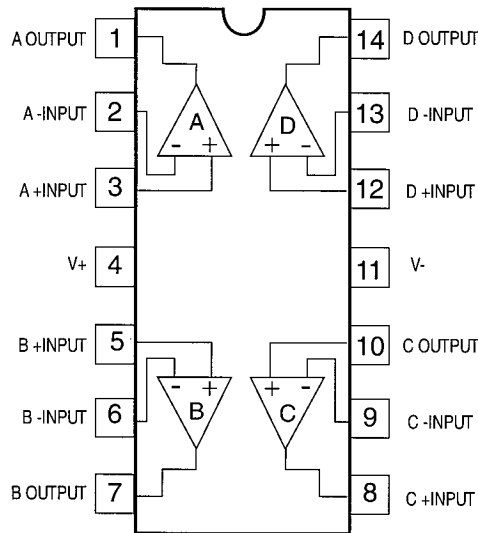 A OUTPUT 1 14 D OUTPUT
A -INPUT 2 13 D -INPUT
A D
- + + -
A +INPUT 3 12 D +INPUT
V+ 4 11 V-
B +INPUT 5 10 C OUTPUT
- + + -
B C
B -INPUT 6 9 C -INPUT
B OUTPUT 7 8 C +INPUT